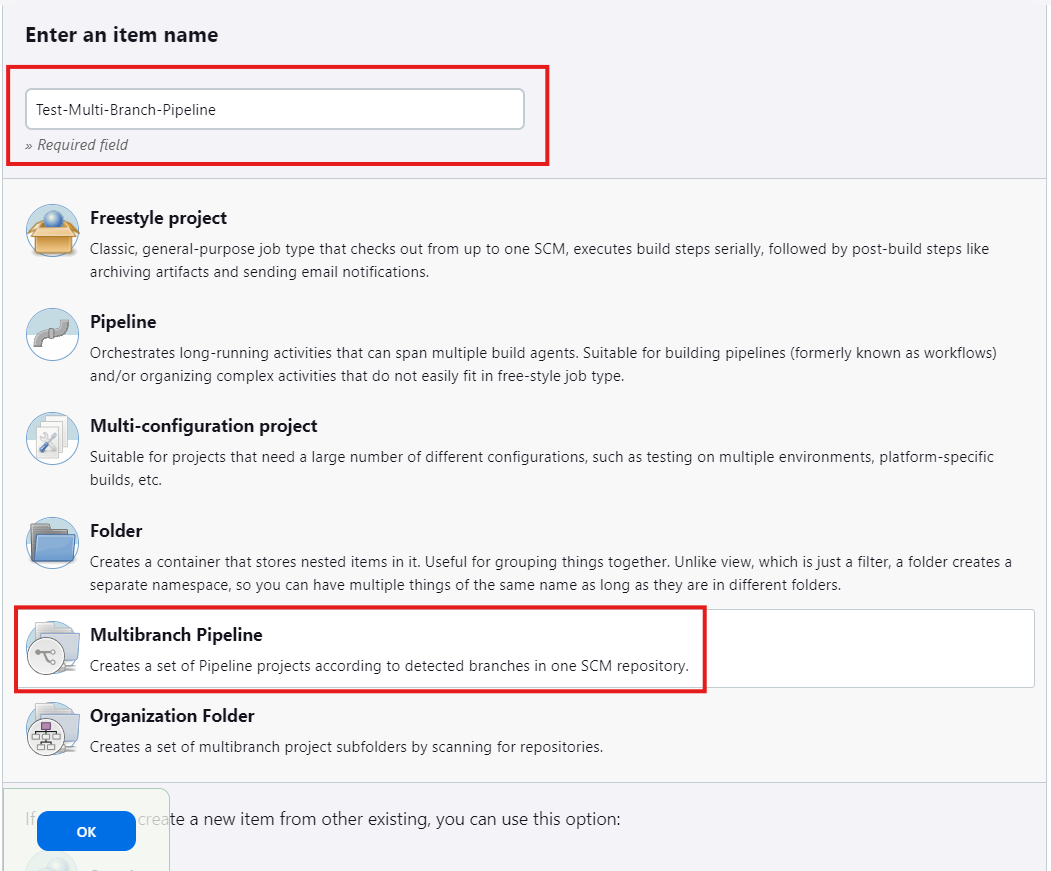 Enter an item name
Test-Multi-Branch-Pipeline
» Required field
Freestyle project
Classic, general-purpose job type that checks out from up to one SCM, executes build steps serially, followed by post-build steps like
archiving artifacts and sending email notifications.
Pipeline
Orchestrates long-running activities that can span multiple build agents. Suitable for building pipelines (formerly known as workflows)
and/or organizing complex activities that do not easily fit in free-style job type.
Multi-configuration project
Suitable for projects that need a large number of different configurations, such as testing on multiple environments, platform-specific
builds, etc.
Folder
Creates a container that stores nested items in it. Useful for grouping things together. Unlike view, which is just a filter, a folder creates a
separate namespace, so you can have multiple things of the same name as long as they are in different folders.
Multibranch Pipeline
Creates a set of Pipeline projects according to detected branches in one SCM repository.
Organization Folder
Creates a set of multibranch project subfolders by scanning for repositories.
If create a new item from other existing, you can use this option:
OK